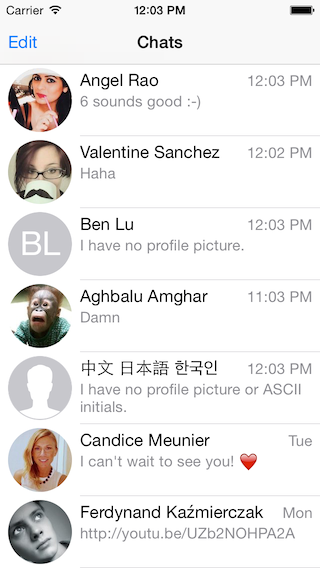 Carrier 12:03 PM
Edit Chats
Angel Rao 12:03 PM
6 sounds good :-)
Valentine Sanchez 12:02 PM
Haha
BL
Ben Lu 12:03 PM
I have no profile picture.
Aghbalu Amghar 11:03 PM
Damn
中文 日本語 한국인 12:03 PM
I have no profile picture or ASCII
initials.
Candice Meunier Tue
I can't wait to see you! ❤️
Ferdynand Kaźmierczak Mon
http://youtu.be/UZb2NOHPA2A